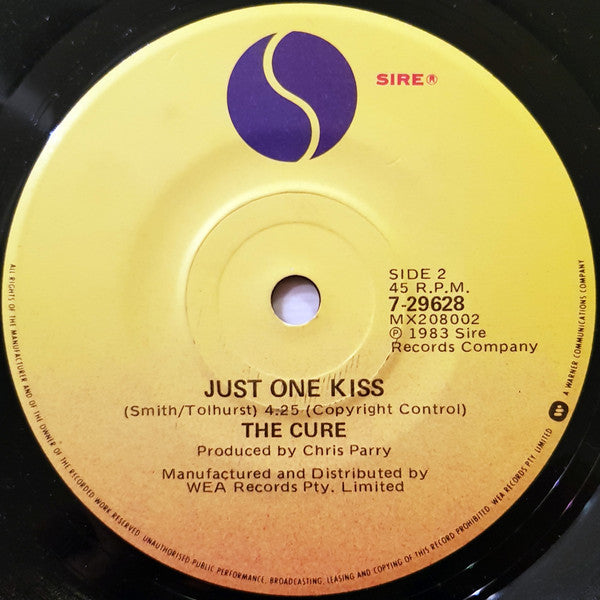 SIRE®
SIDE 2
45 R.P.M.
7-29628
MX208002
℗ 1983 Sire
Records Company
JUST ONE KISS
(Smith/Tolhurst) 4.25 (Copyright Control)
THE CURE
Produced by Chris Parry
Manufactured and Distributed by
WEA Records Pty. Limited
ALL RIGHTS OF THE MANUFACTURER AND OF THE OWNER OF THE RECORDED WORK RESERVED. UNAUTHORISED PUBLIC PERFORMANCE, BROADCASTING, LEASING AND COPYING OF THIS RECORD PROHIBITED. WEA RECORDS PTY. LIMITED
A WARNER COMMUNICATIONS COMPANY